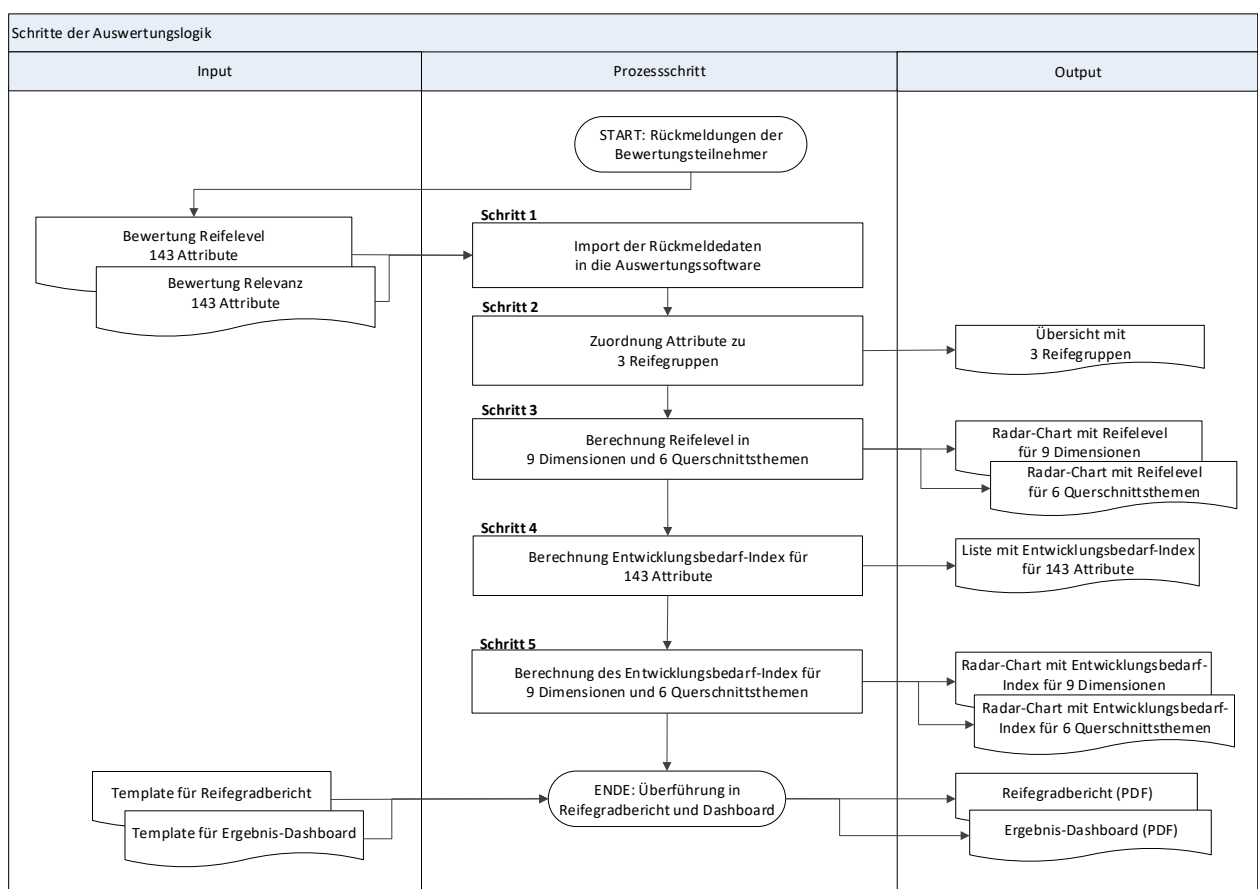 Schritte der Auswertungslogik
Input
Prozessschritt
Output
START: Rückmeldungen der
Bewertungsteilnehmer
Bewertung Reifelevel
143 Attribute
Bewertung Relevanz
143 Attribute
Schritt 1
Import der Rückmeldedaten
in die Auswertungssoftware
Schritt 2
Zuordnung Attribute zu
3 Reifegruppen
Übersicht mit
3 Reifegruppen
Schritt 3
Berechnung Reifelevel in
9 Dimensionen und 6 Querschnittsthemen
Radar-Chart mit Reifelevel
für 9 Dimensionen
Radar-Chart mit Reifelevel
für 6 Querschnittsthemen
Schritt 4
Berechnung Entwicklungsbedarf-Index für
143 Attribute
Liste mit Entwicklungsbedarf-Index
für 143 Attribute
Schritt 5
Berechnung des Entwicklungsbedarf-Index für
9 Dimensionen und 6 Querschnittsthemen
Radar-Chart mit Entwicklungsbedarf-
Index für 9 Dimensionen
Radar-Chart mit Entwicklungsbedarf-
Index für 6 Querschnittsthemen
Template für Reifegradbericht
Template für Ergebnis-Dashboard
ENDE: Überführung in
Reifegradbericht und Dashboard
Reifegradbericht (PDF)
Ergebnis-Dashboard (PDF)